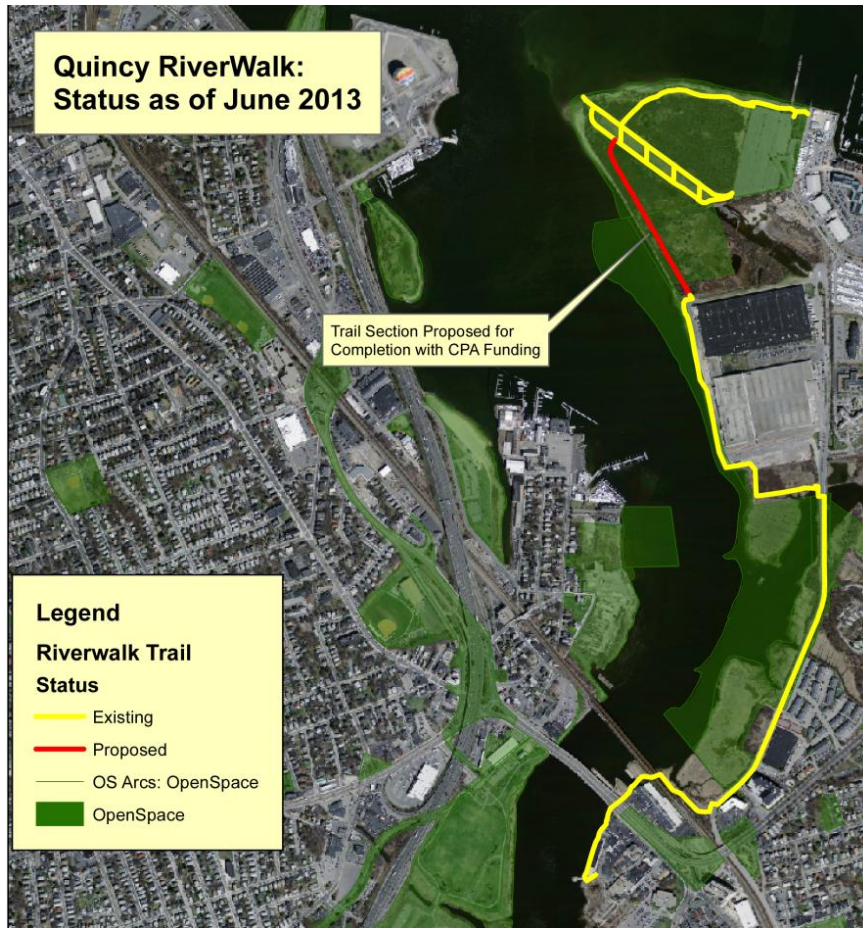 Quincy RiverWalk:
Status as of June 2013
Trail Section Proposed for
Completion with CPA Funding
Legend
Riverwalk Trail
Status
Existing
Proposed
OS Arcs: OpenSpace
OpenSpace